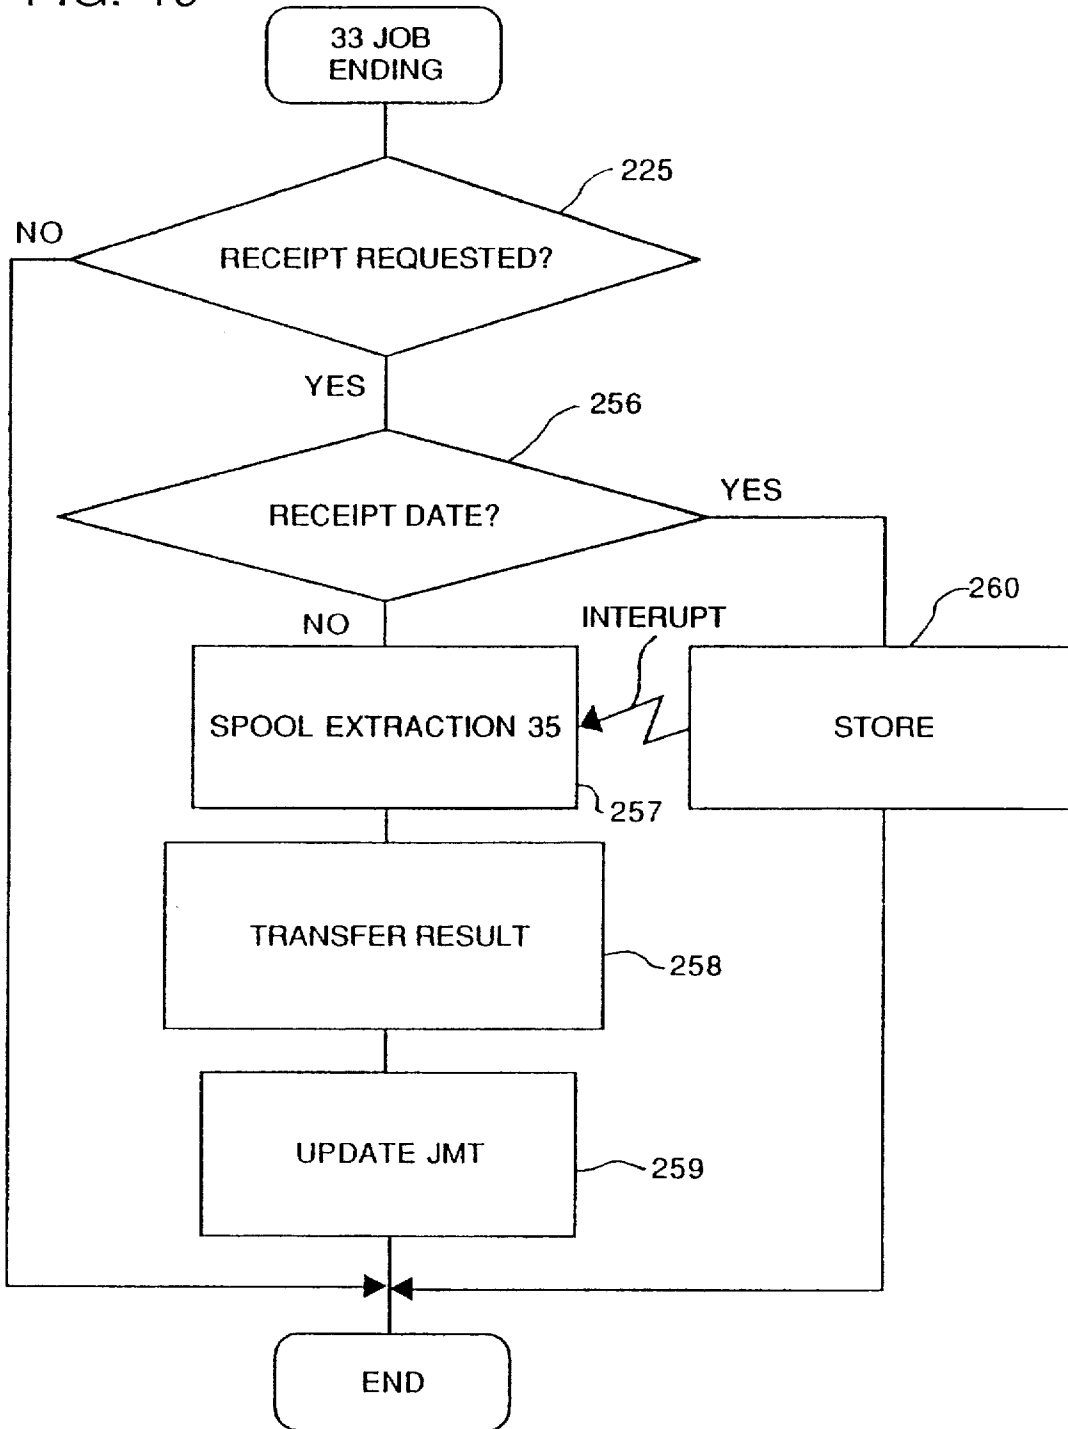 33 JOB
ENDING
225
NO
RECEIPT REQUESTED?
YES
256
YES
RECEIPT DATE?
260
NO
INTERUPT
SPOOL EXTRACTION 35
STORE
257
TRANSFER RESULT
258
UPDATE JMT
259
END